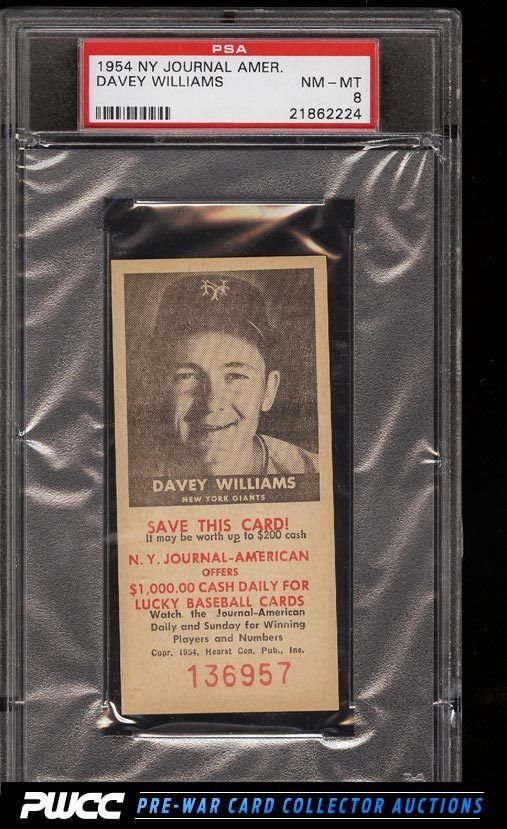 PSA
1954 NY JOURNAL AMER.
DAVEY WILLIAMS NM - MT
8
21862224
NY
DAVEY WILLIAMS
NEW YORK GIANTS
SAVE THIS CARD!
It may be worth up to $200 cash
N.Y. JOURNAL-AMERICAN
OFFERS
$1,000.00 CASH DAILY FOR
LUCKY BASEBALL CARDS
Watch the Journal-American
Daily and Sunday for Winning
Players and Numbers
Copr. 1954, Hearst Con. Pub., Inc.
136957
PWCC PRE-WAR CARD COLLECTOR AUCTIONS